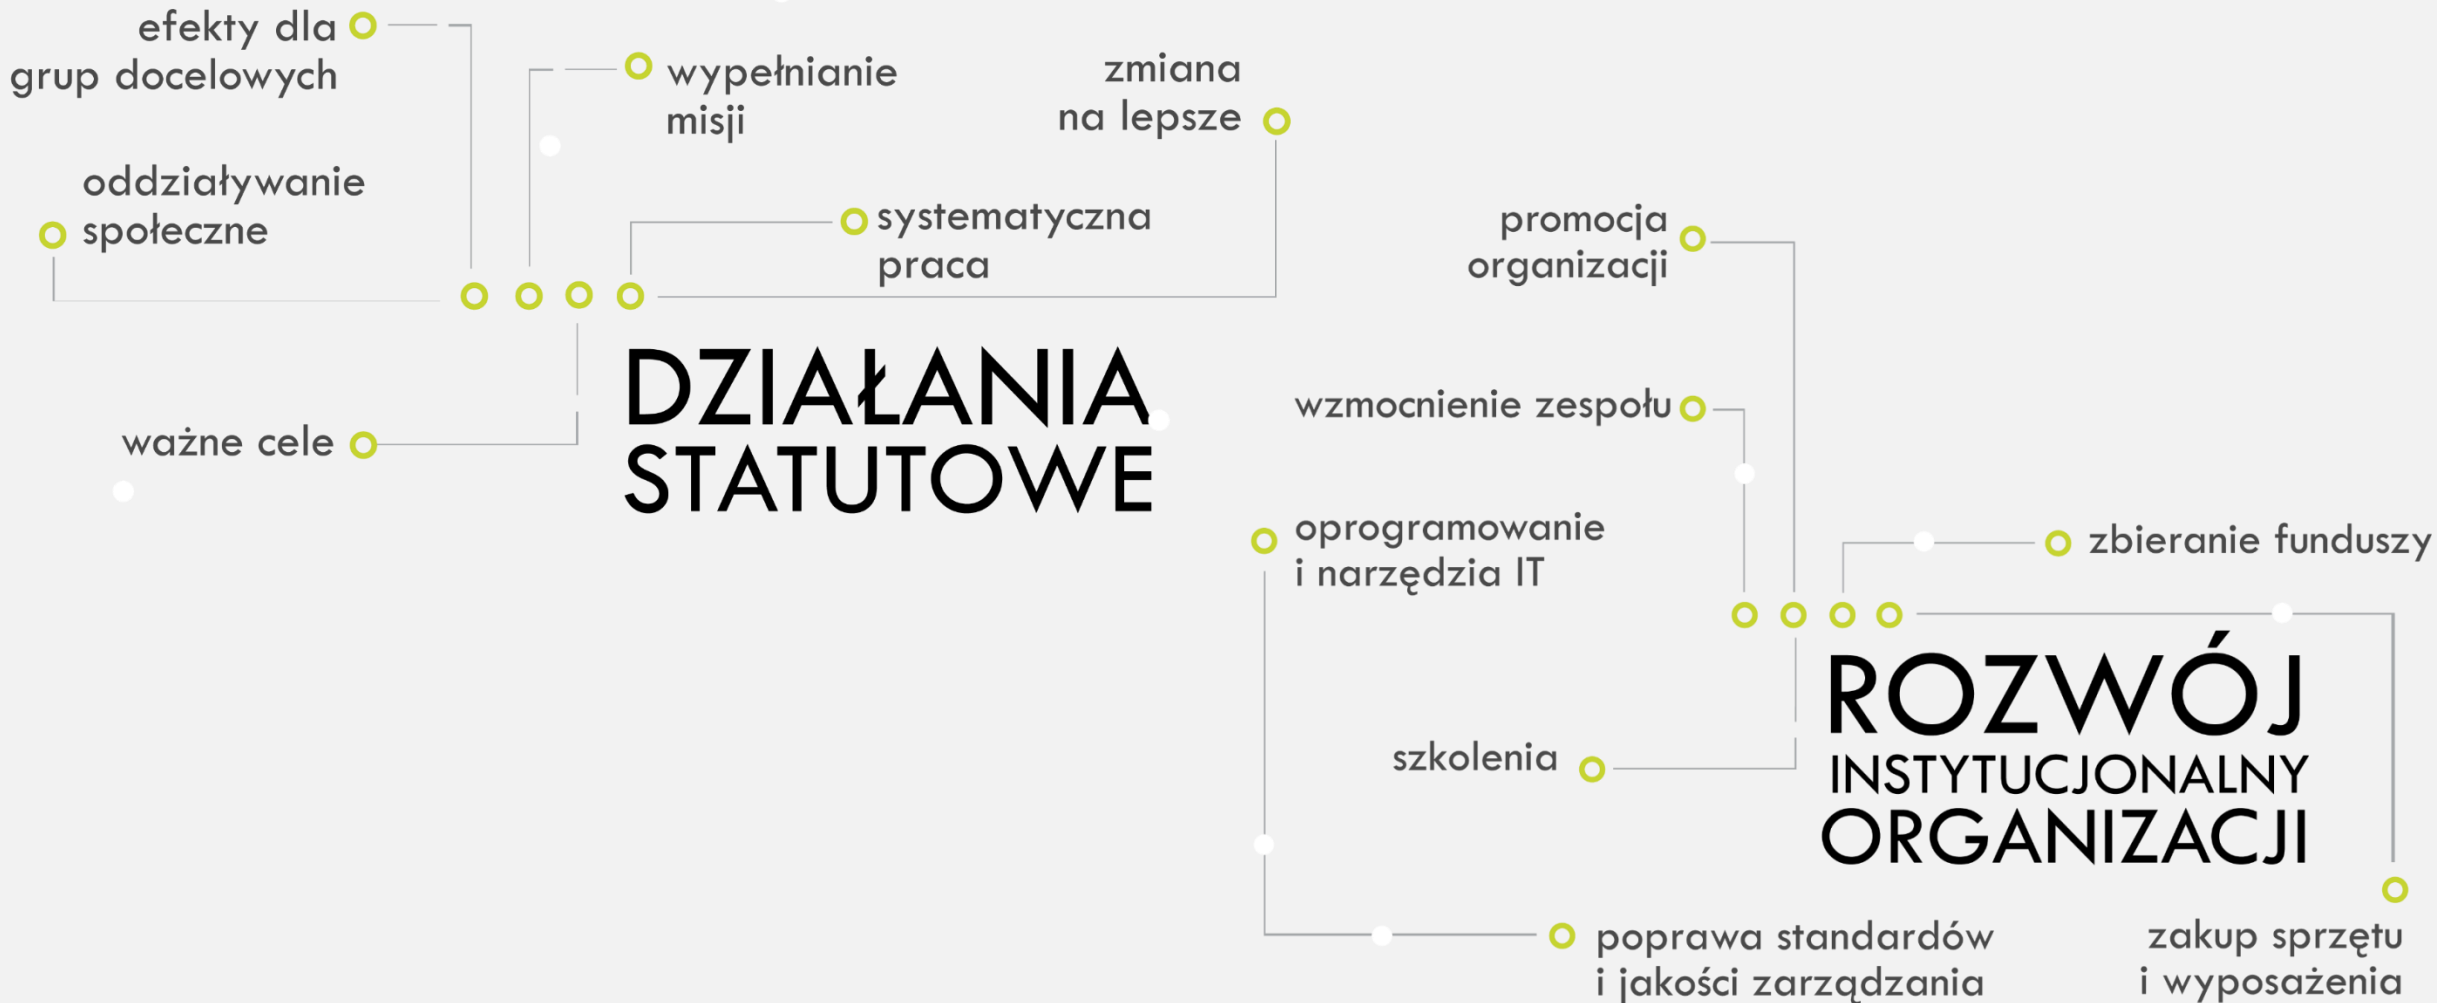 efekty dla
grup docelowych
wypełnianie
misji
zmiana
na lepsze
oddziaływanie
społeczne
systematyczna
praca
ważne cele
DZIAŁANIA
STATUTOWE
promocja
organizacji
wzmocnienie zespołu
oprogramowanie
i narzędzia IT
zbieranie funduszy
szkolenia
ROZWÓJ
INSTYTUCJONALNY
ORGANIZACJI
poprawa standardów
i jakości zarządzania
zakup sprzętu
i wyposażenia